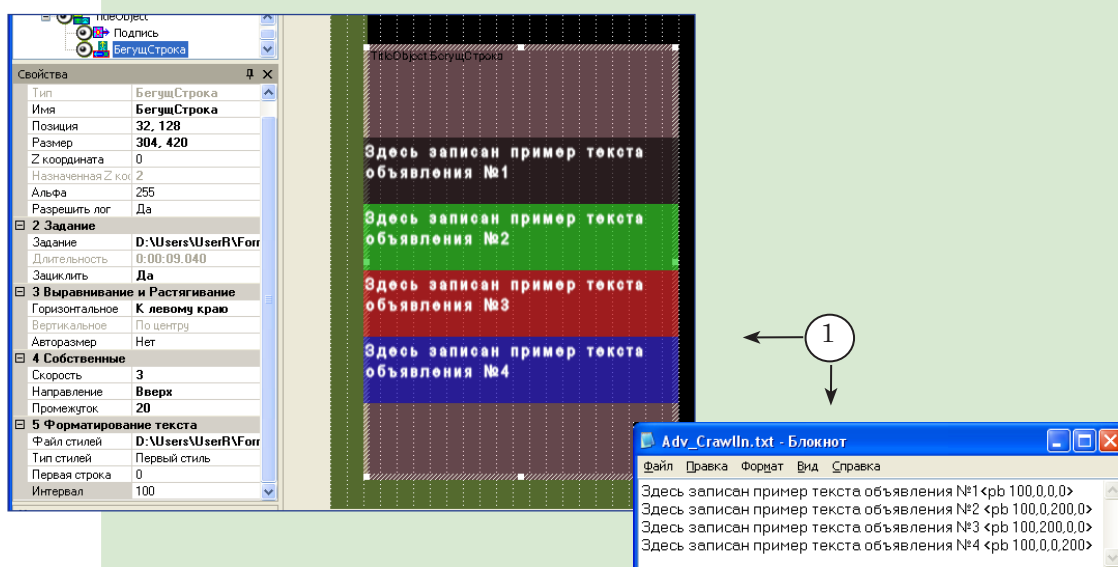 TitleObject
Подпись
БегущСтрока
Свойства
Тип БегущСтрока
Имя БегущСтрока
Позиция 32, 128
Размер 304, 420
Z координата 0
Назначенная Z коо 2
Альфа 255
Разрешить лог Да
2 Задание
Задание D:\Users\UserR\Forr
Длительность 0:00:09.040
Зациклить Да
3 Выравнивание и Растягивание
Горизонтальное К левому краю
Вертикальное По центру
Авторазмер Нет
4 Собственные
Скорость 3
Направление Вверх
Промежуток 20
5 Форматирование текста
Файл стилей D:\Users\UserR\Forr
Тип стилей Первый стиль
Первая строка 0
Интервал 100
TitleObject.БегущСтрока
Здесь записан пример текста
объявления №1
Здесь записан пример текста
объявления №2
Здесь записан пример текста
объявления №3
Здесь записан пример текста
объявления №4
1
Adv_Crawlln.txt - Блокнот
Файл Правка Формат Вид Справка
Здесь записан пример текста объявления №1<pb 100,0,0,0>
Здесь записан пример текста объявления №2 <pb 100,0,200,0>
Здесь записан пример текста объявления №3 <pb 100,200,0,0>
Здесь записан пример текста объявления №4 <pb 100,0,0,200>